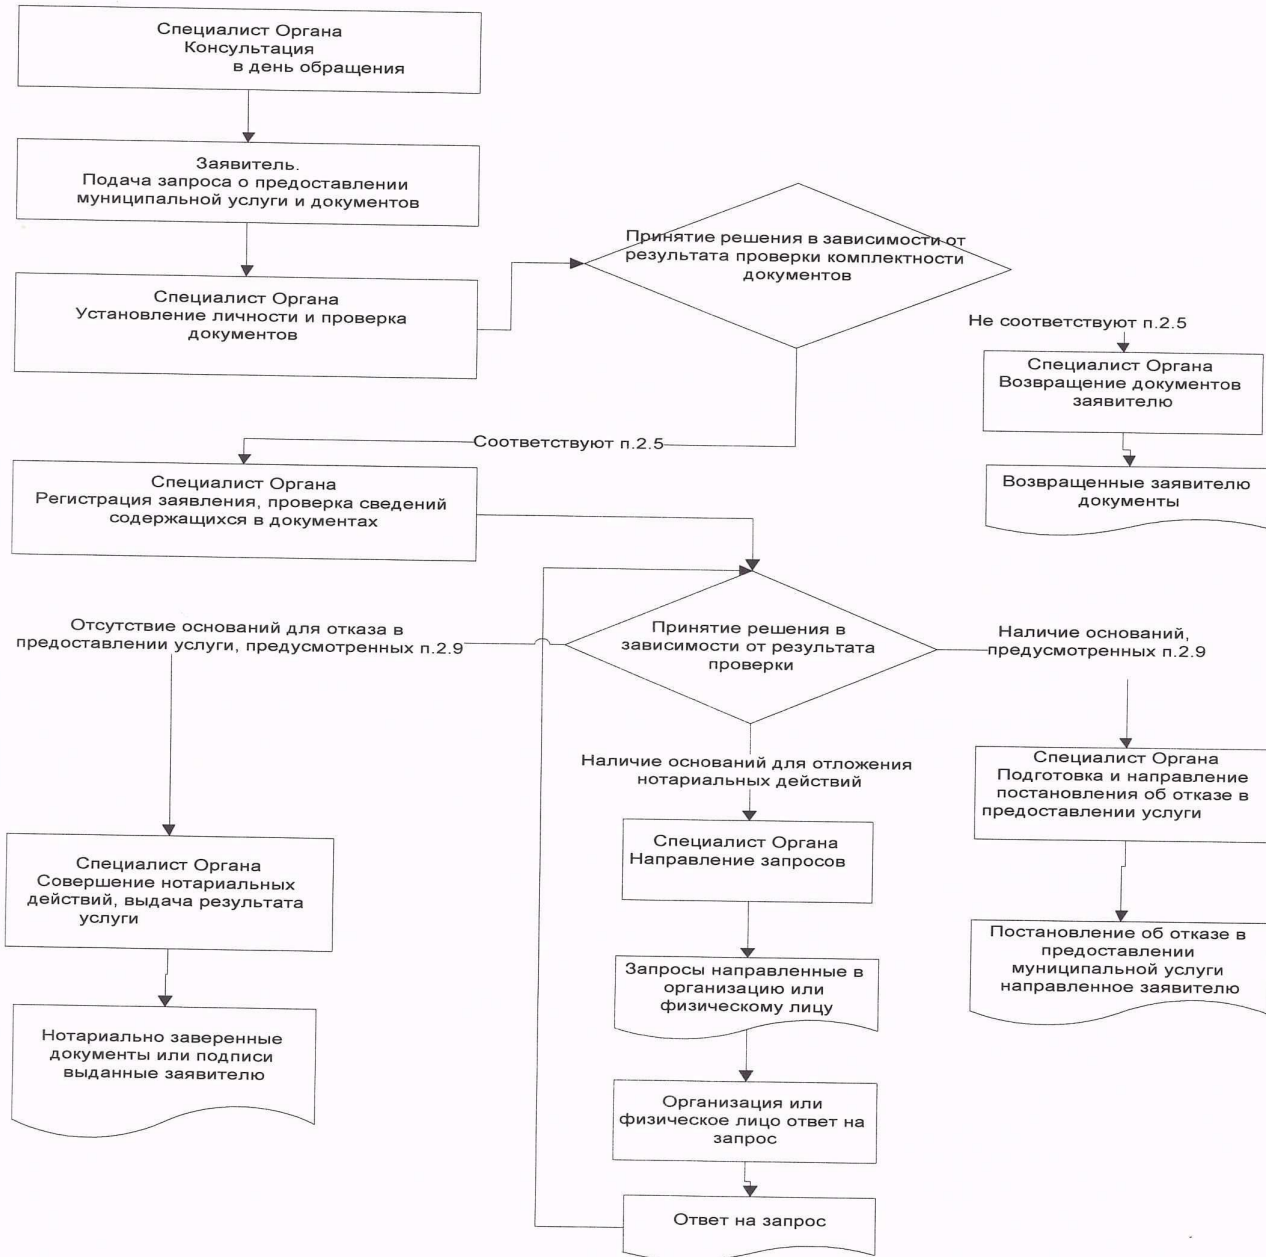 Специалист Органа
Консультация
в день обращения
Заявитель.
Подача запроса о предоставлении
муниципальной услуги и документов
Специалист Органа
Установление личности и проверка
документов
Принятие решения в зависимости от
результата проверки комплектности
документов
Не соответствуют п.2.5
Специалист Органа
Возвращение документов
заявителю
Возвращенные заявителю
документы
Соответствуют п.2.5
Специалист Органа
Регистрация заявления, проверка сведений
содержащихся в документах
Принятие решения в
зависимости от результата
проверки
Отсутствие оснований для отказа в
предоставлении услуги, предусмотренных п.2.9
Наличие оснований,
предусмотренных п.2.9
Наличие оснований для отложения
нотариальных действий
Специалист Органа
Совершение нотариальных
действий, выдача результата
услуги
Нотариально заверенные
документы или подписи
выданные заявителю
Специалист Органа
Направление запросов
Запросы направленные в
организацию или
физическому лицу
Организация или
физическое лицо ответ на
запрос
Ответ на запрос
Специалист Органа
Подготовка и направление
постановления об отказе в
предоставлении услуги
Постановление об отказе в
предоставлении
муниципальной услуги
направленное заявителю